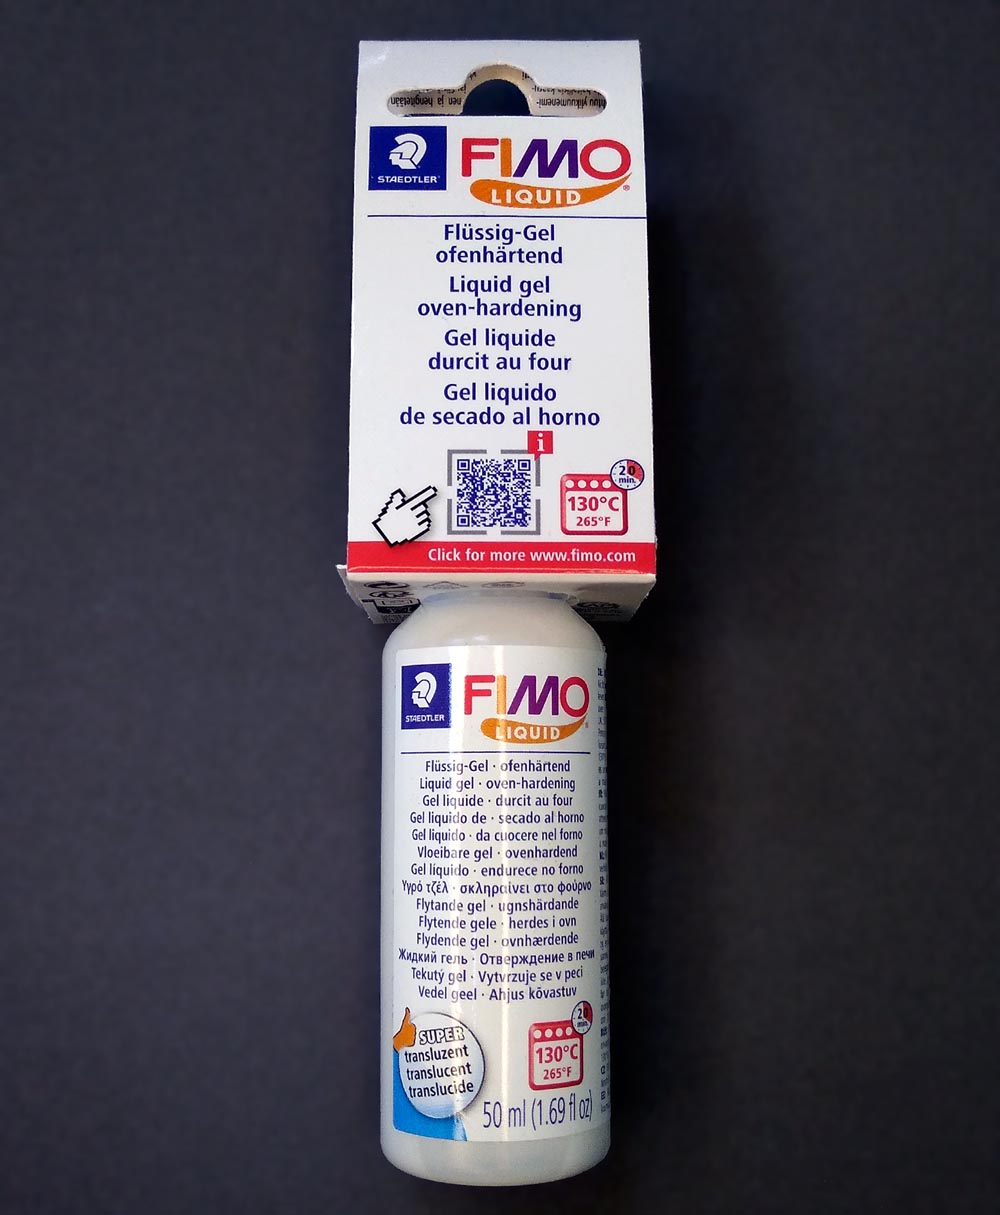 STAEDTLER
FIMO
LIQUID
®
Flüssig-Gel
ofenhärtend
Liquid gel
oven-hardening
Gel liquide
durcit au four
Gel liquido
de secado al horno
i
20
min.
130°C
265°F
Click for more www.fimo.com
STAEDTLER
FIMO
LIQUID
Flüssig-Gel · ofenhärtend
Liquid gel · oven-hardening
Gel liquide · durcit au four
Gel liquido de · secado al horno
Gel liquido · da cuocere nel forno
Vloeibare gel · ovenhardend
Gel líquido · endurece no forno
Υγρό τζέλ · σκληραίνει στο φούρνο
Flytande gel · ugnshärdande
Flytende gele · herdes i ovn
Flydende gel · ovnhærdende
Жидкий гель · Отверждение в печи
Tekutý gel · Vytvrzuje se v peci
Vedel geel · Ahjus kõvastuv
SUPER
transluzent
translucent
translucide
130°C
265°F
50 ml (1.69 fl oz)